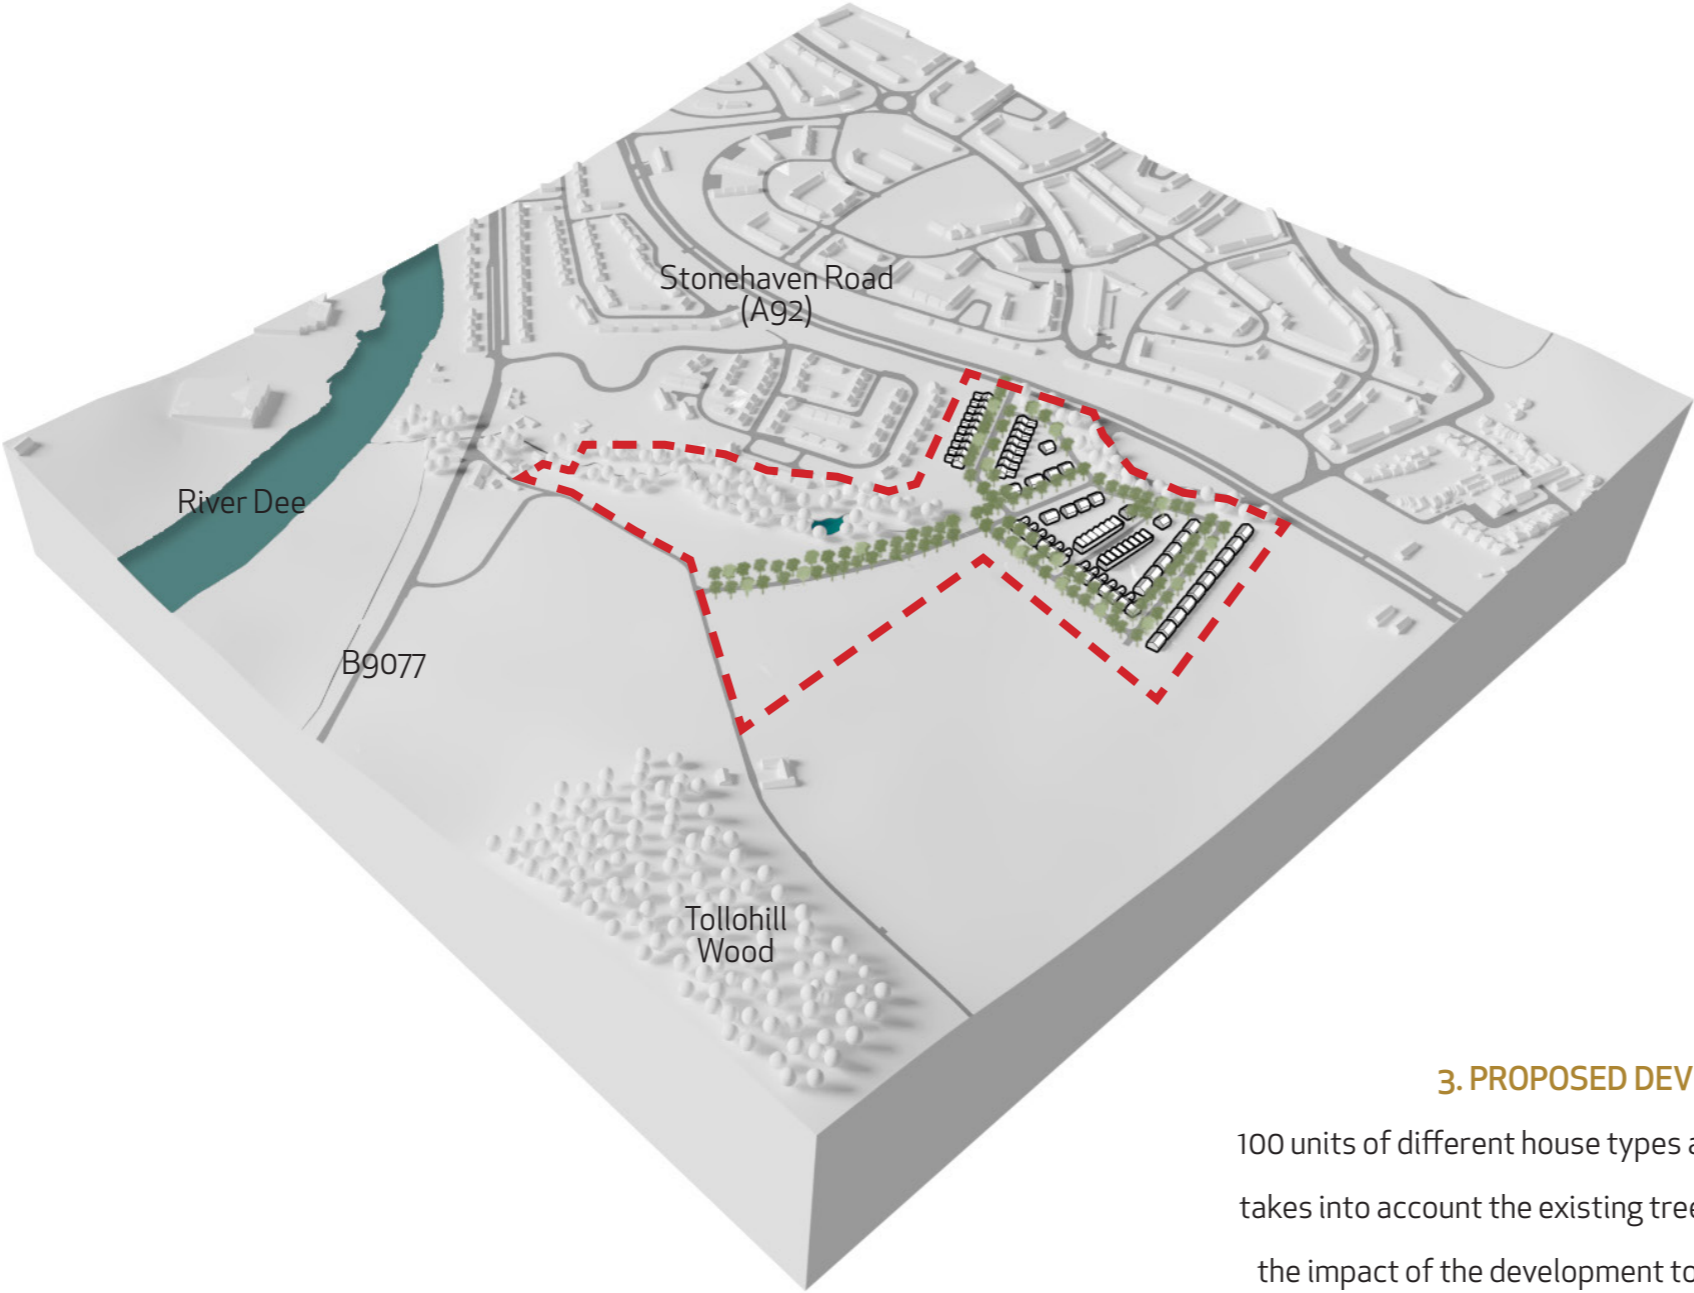 Stonehaven Road
(A92)
River Dee
B9077
Tollohill
Wood
3. PROPOSED DEV
100 units of different house types
takes into account the existing
the impact of the development to